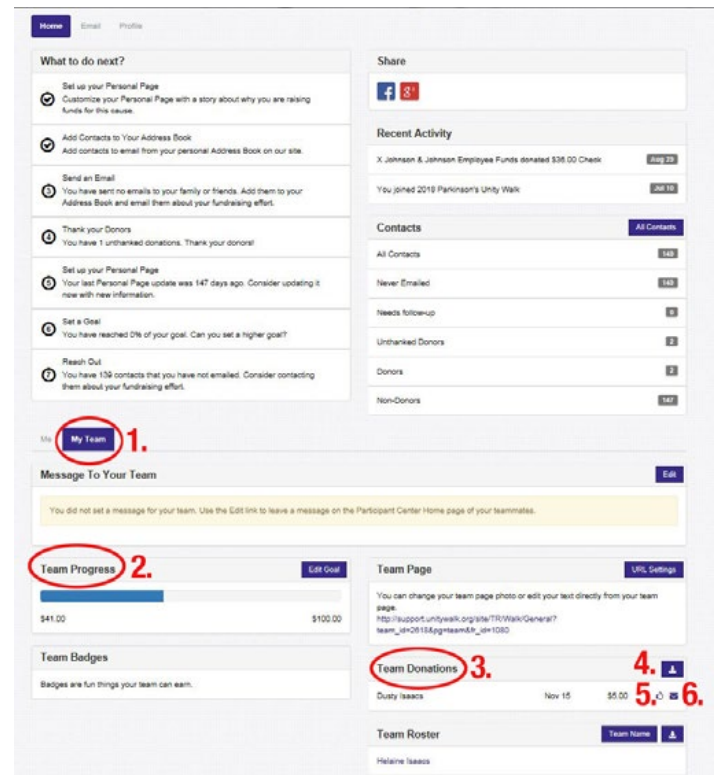 Home Email Profile
What to do next?
Set up your Personal Page
Customize your Personal Page with a story about why you are raising
funds for this cause.
Add Contacts to Your Address Book
Add contacts to email from your personal Address Book on our site.
3 Send an Email
You have sent no emails to your family or friends. Add them to your
Address Book and email them about your fundraising effort.
4 Thank your Donors
You have 1 unthanked donations. Thank your donors!
5 Set up your Personal Page
Your last Personal Page update was 147 days ago. Consider updating it
now with new information.
6 Set a Goal
You have reached 0% of your goal. Can you set a higher goal?
7 Reach Out
You have 139 contacts that you have not emailed. Consider contacting
them about your fundraising effort.
Share
f g+
Recent Activity
X Johnson & Johnson Employee Funds donated $36.00 Check Aug 29
You joined 2018 Parkinson's Unity Walk Jul 10
Contacts All Contacts
All Contacts 149
Never Emailed
Needs follow-up
Unthanked Donors 2
Donors 2
Non-Donors 147
Me My Team 1.
Message To Your Team Edit
You did not set a message for your team. Use the Edit link to leave a message on the Participant Center Home page of your teammates.
Team Progress 2. Edit Goal
$41.00 $100.00
Team Badges
Badges are fun things your team can earn.
Team Page URL Settings
You can change your team page photo or edit your text directly from your team
page.
http://support.unitywalk.org/site/TR/Walk/General?
team_id=2618&pg=team&fr_id=1080
Team Donations 3. 4.
Dusty Isaacs Nov 15 $5.00 5. 6.
Team Roster Team Name
Helaine Isaacs